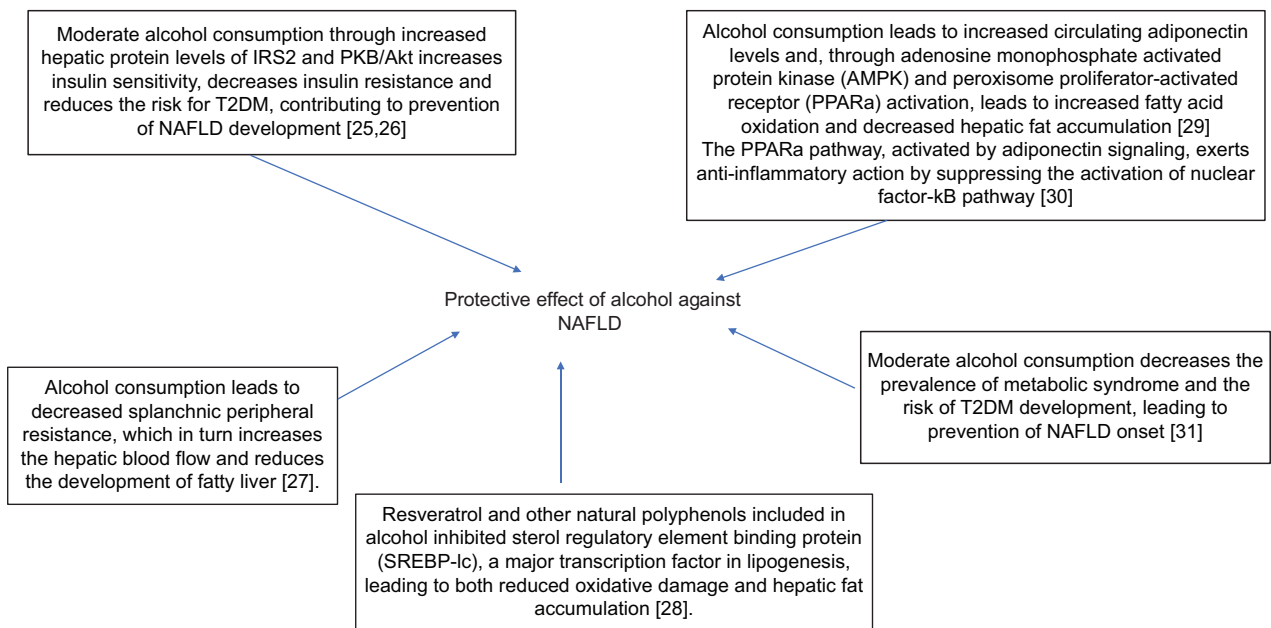 Moderate alcohol consumption through increased
hepatic protein levels of IRS2 and PKB/Akt increases
insulin sensitivity, decreases insulin resistance and
reduces the risk for T2DM, contributing to prevention
of NAFLD development [25,26]
Alcohol consumption leads to increased circulating adiponectin
levels and, through adenosine monophosphate activated
protein kinase (AMPK) and peroxisome proliferator-activated
receptor (PPARa) activation, leads to increased fatty acid
oxidation and decreased hepatic fat accumulation [29]
The PPARa pathway, activated by adiponectin signaling, exerts
anti-inflammatory action by suppressing the activation of nuclear
factor-kB pathway [30]
Protective effect of alcohol against
NAFLD
Alcohol consumption leads to
decreased splanchnic peripheral
resistance, which in turn increases
the hepatic blood flow and reduces
the development of fatty liver [27].
Moderate alcohol consumption decreases the
prevalence of metabolic syndrome and the
risk of T2DM development, leading to
prevention of NAFLD onset [31]
Resveratrol and other natural polyphenols included in
alcohol inhibited sterol regulatory element binding protein
(SREBP-lc), a major transcription factor in lipogenesis,
leading to both reduced oxidative damage and hepatic fat
accumulation [28].